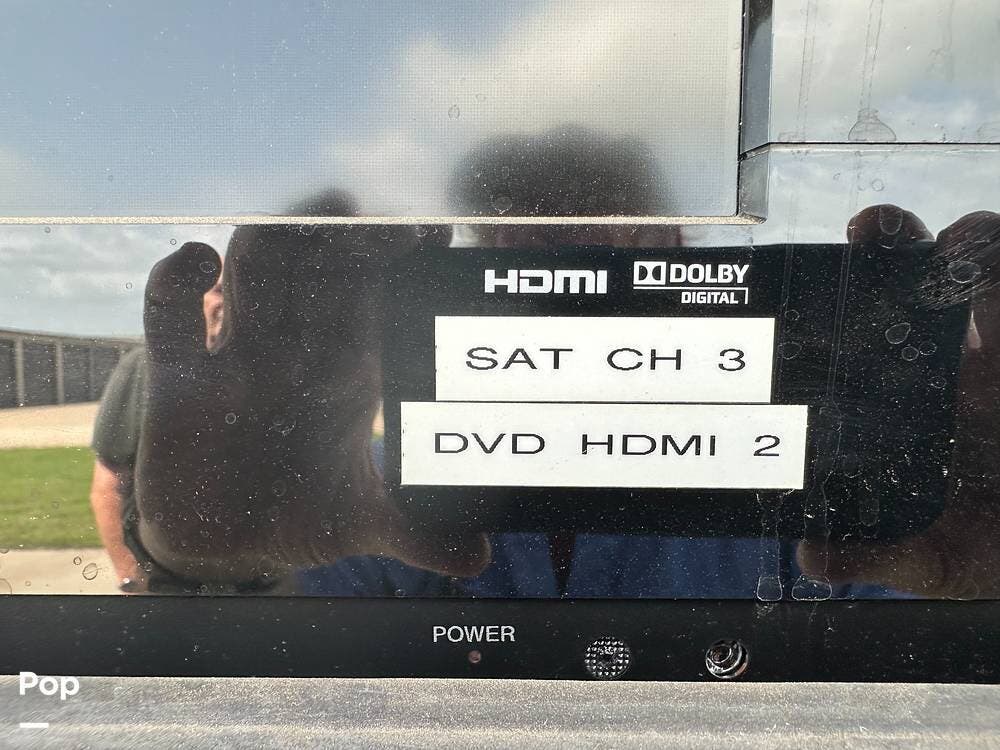 HDMI DOLBY
DIGITAL
SAT CH 3
DVD HDMI 2
POWER
Pop